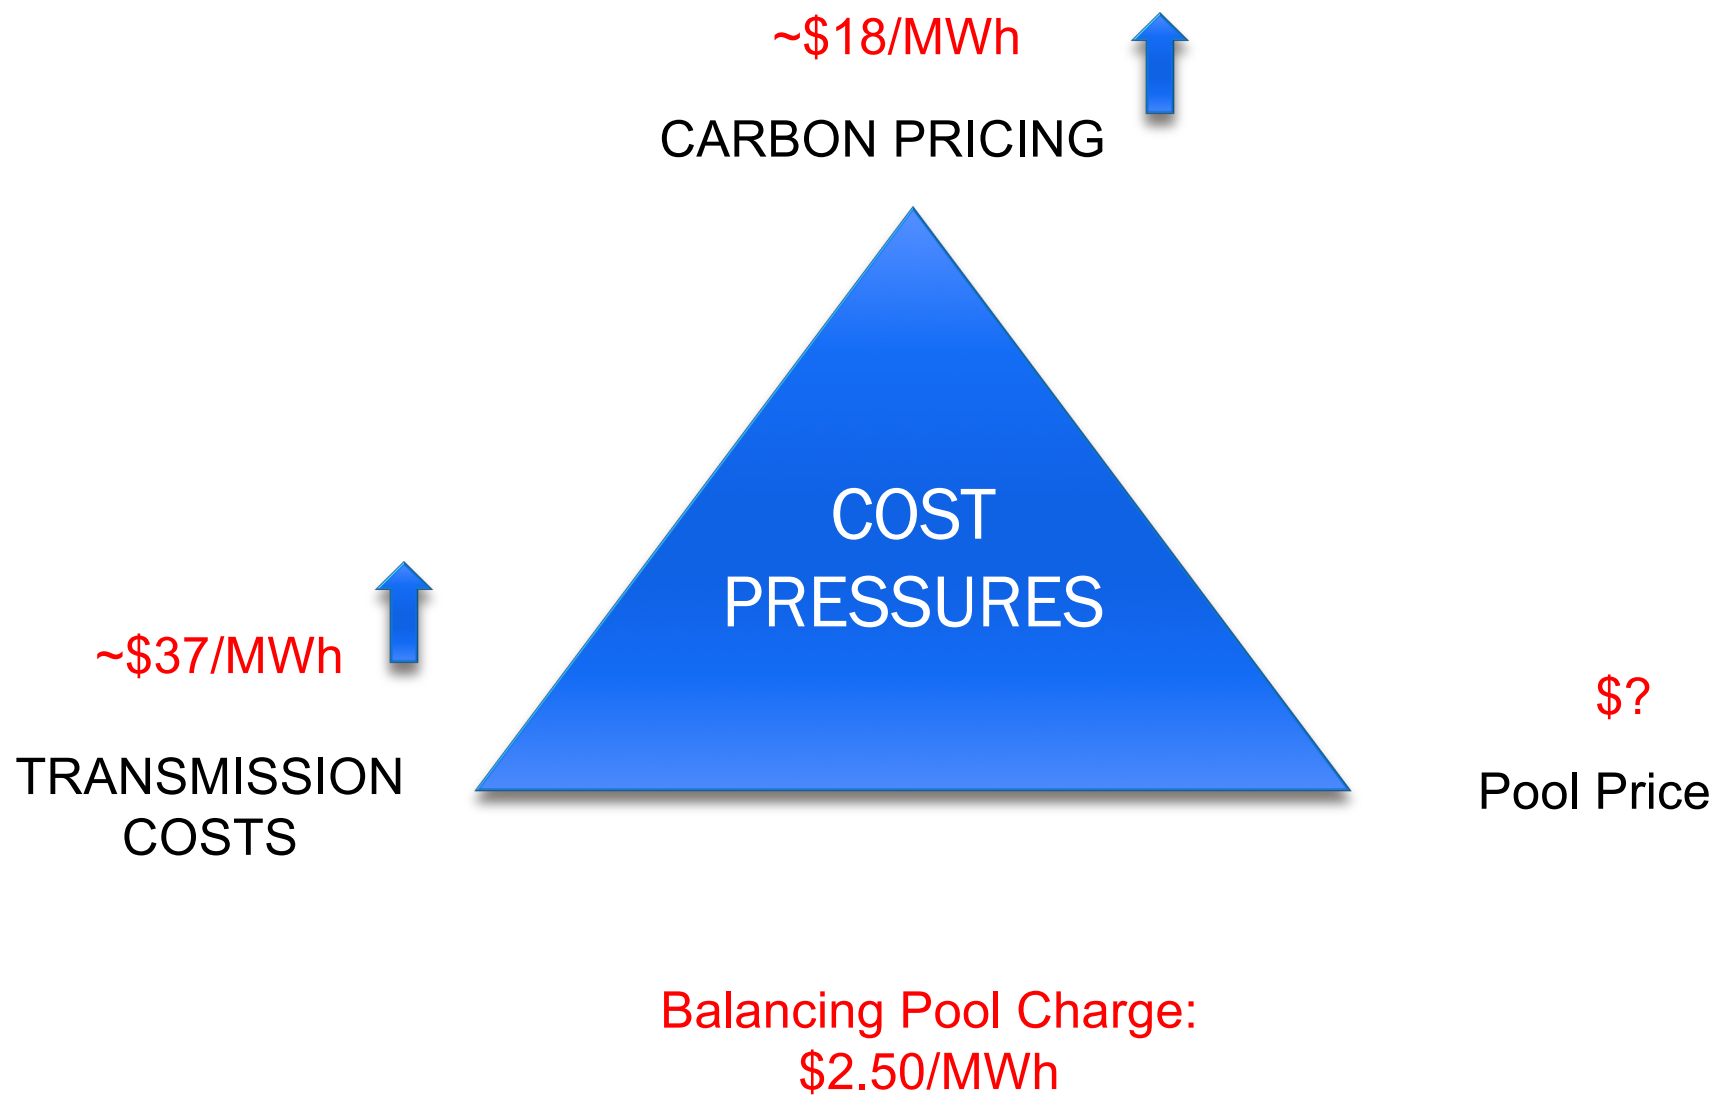 ~$18/MWh
CARBON PRICING
COST
PRESSURES
~$37/MWh
TRANSMISSION
COSTS
$?
Pool Price
Balancing Pool Charge:
$2.50/MWh